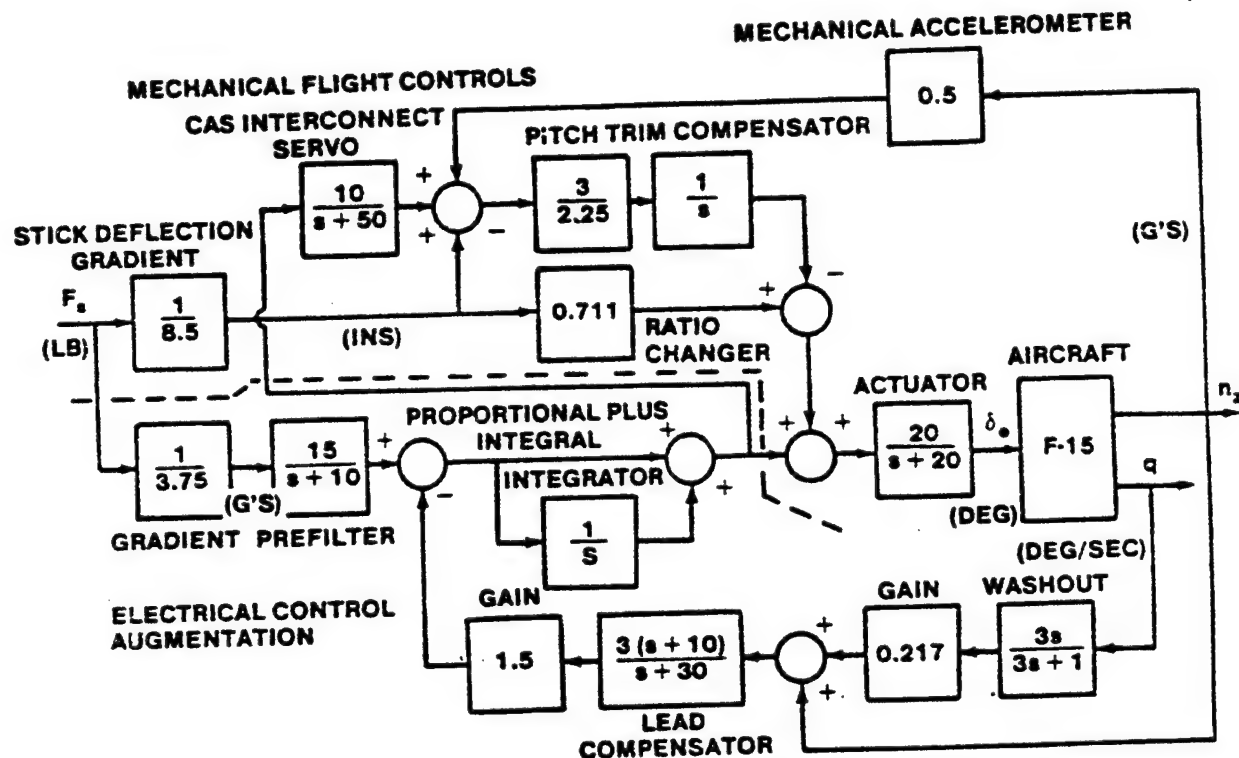 MECHANICAL ACCELEROMETER
0.5
MECHANICAL FLIGHT CONTROLS
CAS INTERCONNECT
SERVO
10
s + 50
+
+
-
PITCH TRIM COMPENSATOR
3
2.25
1
s
-
+
(G'S)
STICK DEFLECTION
GRADIENT
Fs
(LB)
1
8.5
(INS)
0.711
RATIO
CHANGER
AIRCRAFT
F-15
nz
q
ACTUATOR
20
s + 20
δe
(DEG)
(DEG/SEC)
+
+
PROPORTIONAL PLUS
INTEGRAL
INTEGRATOR
1
S
+
+
1
3.75
(G'S)
15
s + 10
+
-
GRADIENT PREFILTER
ELECTRICAL CONTROL
AUGMENTATION
GAIN
1.5
3 (s + 10)
s + 30
LEAD
COMPENSATOR
+
+
GAIN
0.217
WASHOUT
3s
3s + 1